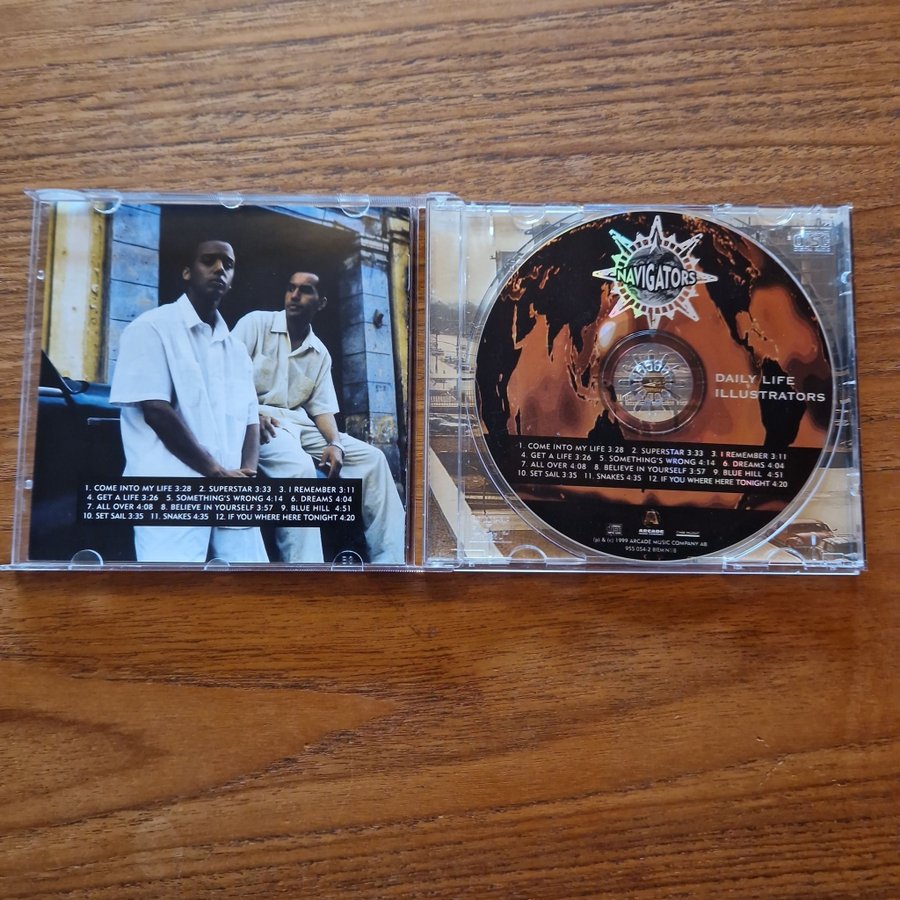 1. COME INTO MY LIFE 3:28 2. SUPERSTAR 3:33 3. I REMEMBER 3:11
4. GET A LIFE 3:26 5. SOMETHING'S WRONG 4:14 6. DREAMS 4:04
7. ALL OVER 4:08 8. BELIEVE IN YOURSELF 3:57 9. BLUE HILL 4:51
10. SET SAIL 3:35 11. SNAKES 4:35 12. IF YOU WHERE HERE TONIGHT 4:20
NAVIGATORS
DAILY LIFE
ILLUSTRATORS
1. COME INTO MY LIFE 3:28 2. SUPERSTAR 3:33 3. I REMEMBER 3:11
4. GET A LIFE 3:26 5. SOMETHING'S WRONG 4:14 6. DREAMS 4:04
7. ALL OVER 4:08 8. BELIEVE IN YOURSELF 3:57 9. BLUE HILL 4:51
10. SET SAIL 3:35 11. SNAKES 4:35 12. IF YOU WHERE HERE TONIGHT 4:20
ARCADE
(p) & (c) 1999 ARCADE MUSIC COMPANY AB